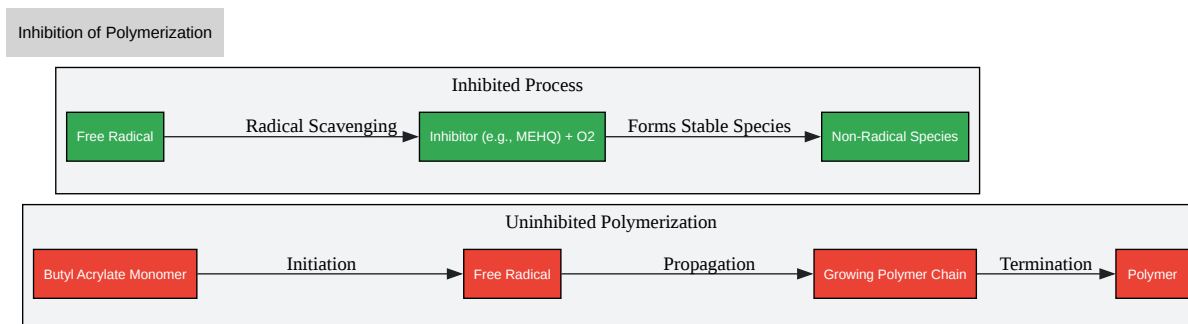 Inhibition of Polymerization
Inhibited Process
Free Radical
Radical Scavenging
Inhibitor (e.g., MEHQ) + O2
Forms Stable Species
Non-Radical Species
Uninhibited Polymerization
Butyl Acrylate Monomer
Initiation
Free Radical
Propagation
Growing Polymer Chain
Termination
Polymer